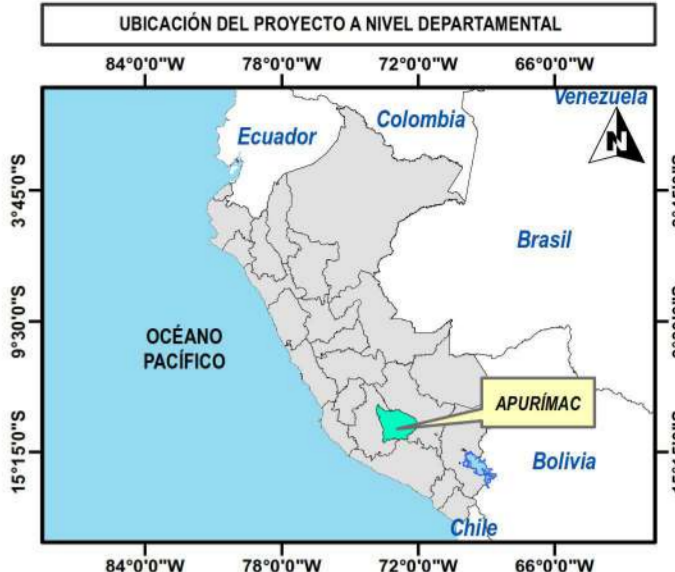 UBICACIÓN DEL PROYECTO A NIVEL DEPARTAMENTAL
84°0'0"W 78°0'0"W 72°0'0"W 66°0'0"W
Venezuela
Colombia
Ecuador
N
3°45'0"S
Brasil
9°30'0"S
OCÉANO
PACÍFICO
APURÍMAC
15°15'0"S
Bolivia
Chile
84°0'0"W 78°0'0"W 72°0'0"W 66°0'0"W